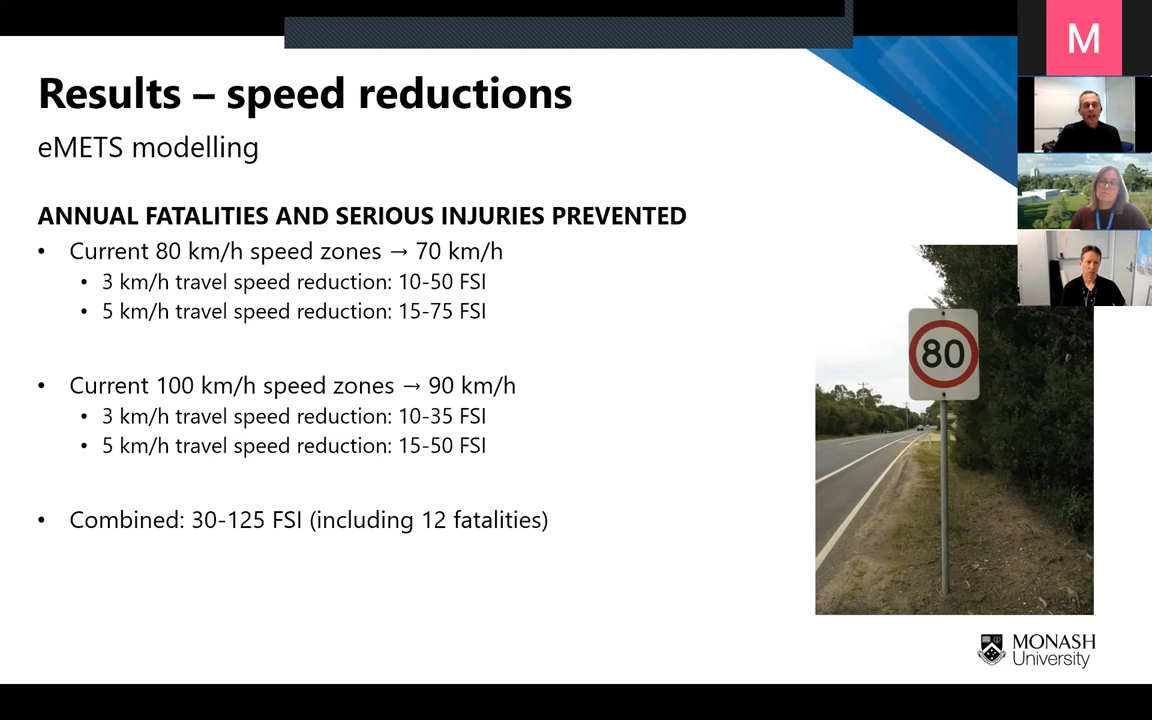 M
Results – speed reductions
eMETS modelling
ANNUAL FATALITIES AND SERIOUS INJURIES PREVENTED
• Current 80 km/h speed zones → 70 km/h
• 3 km/h travel speed reduction: 10-50 FSI
• 5 km/h travel speed reduction: 15-75 FSI
• Current 100 km/h speed zones → 90 km/h
• 3 km/h travel speed reduction: 10-35 FSI
• 5 km/h travel speed reduction: 15-50 FSI
• Combined: 30-125 FSI (including 12 fatalities)
80
MONASH
University